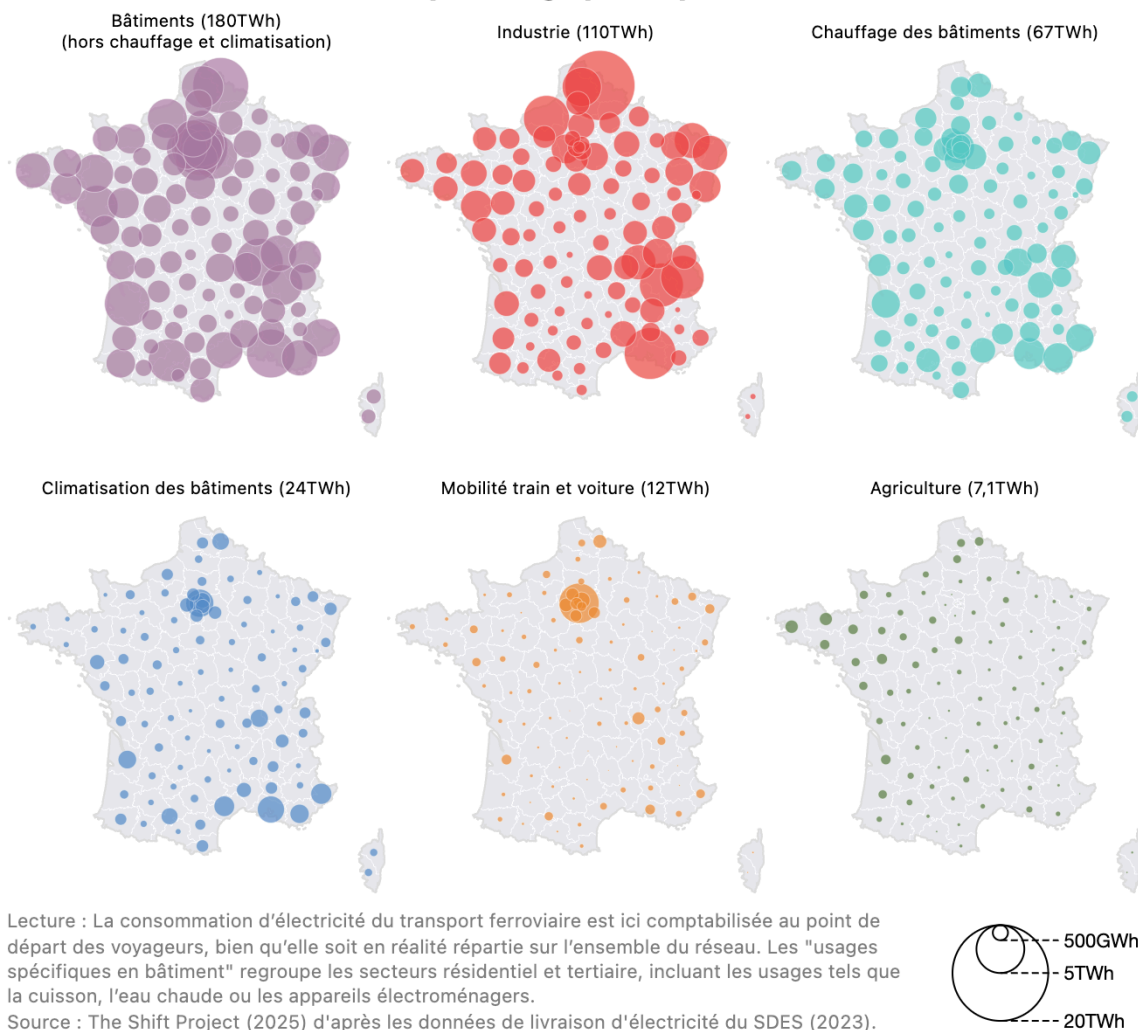 Bâtiments (180TWh)
(hors chauffage et climatisation)
Industrie (110TWh)
Chauffage des bâtiments (67TWh)
Climatisation des bâtiments (24TWh)
Mobilité train et voiture (12TWh)
Agriculture (7,1TWh)
Lecture : La consommation d’électricité du transport ferroviaire est ici comptabilisée au point de
départ des voyageurs, bien qu’elle soit en réalité répartie sur l’ensemble du réseau. Les "usages
spécifiques en bâtiment" regroupe les secteurs résidentiel et tertiaire, incluant les usages tels que
la cuisson, l’eau chaude ou les appareils électroménagers.
Source : The Shift Project (2025) d'après les données de livraison d'électricité du SDES (2023).
500GWh
5TWh
20TWh